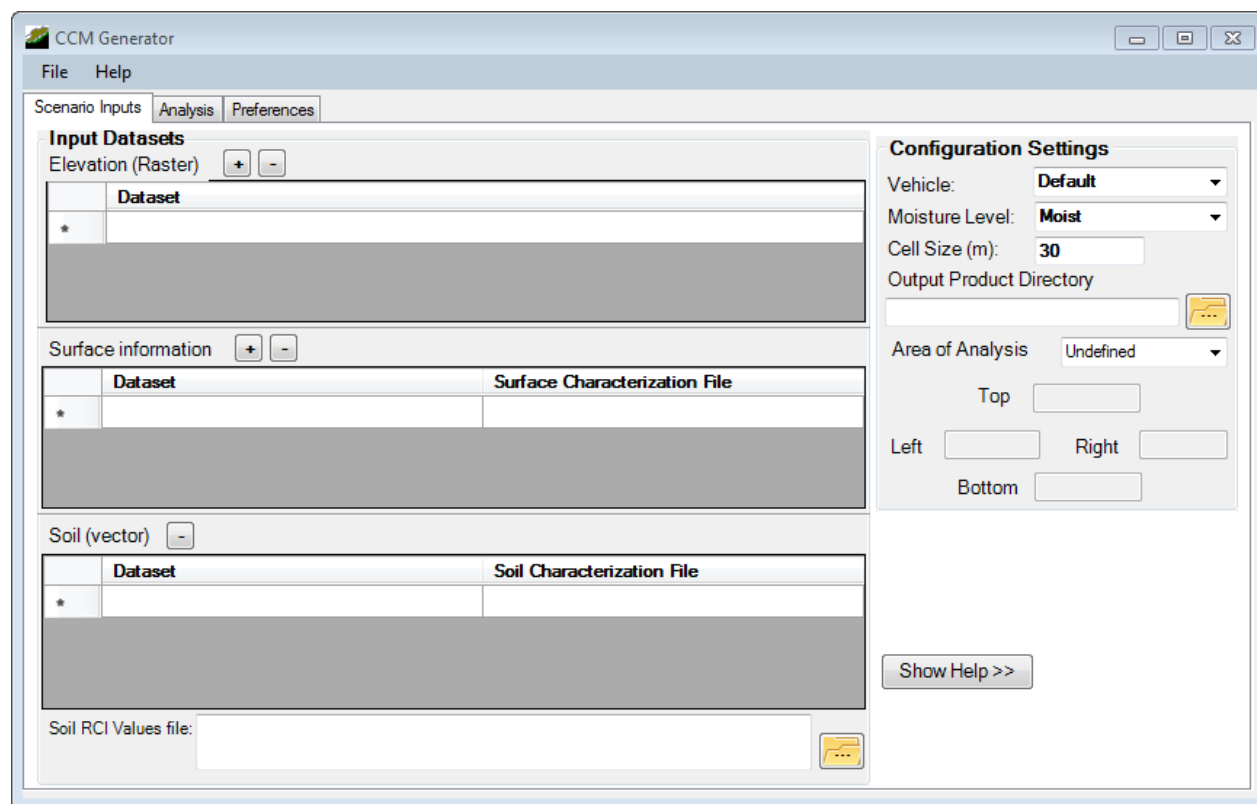 CCM Generator
File Help
Scenario Inputs Analysis Preferences
Input Datasets
Elevation (Raster) + -
Dataset
*
Surface information + -
Dataset Surface Characterization File
*
Soil (vector) -
Dataset Soil Characterization File
*
Soil RCI Values file: ...
Configuration Settings
Vehicle: Default
Moisture Level: Moist
Cell Size (m): 30
Output Product Directory
...
Area of Analysis Undefined
Top
Left Right
Bottom
Show Help >>